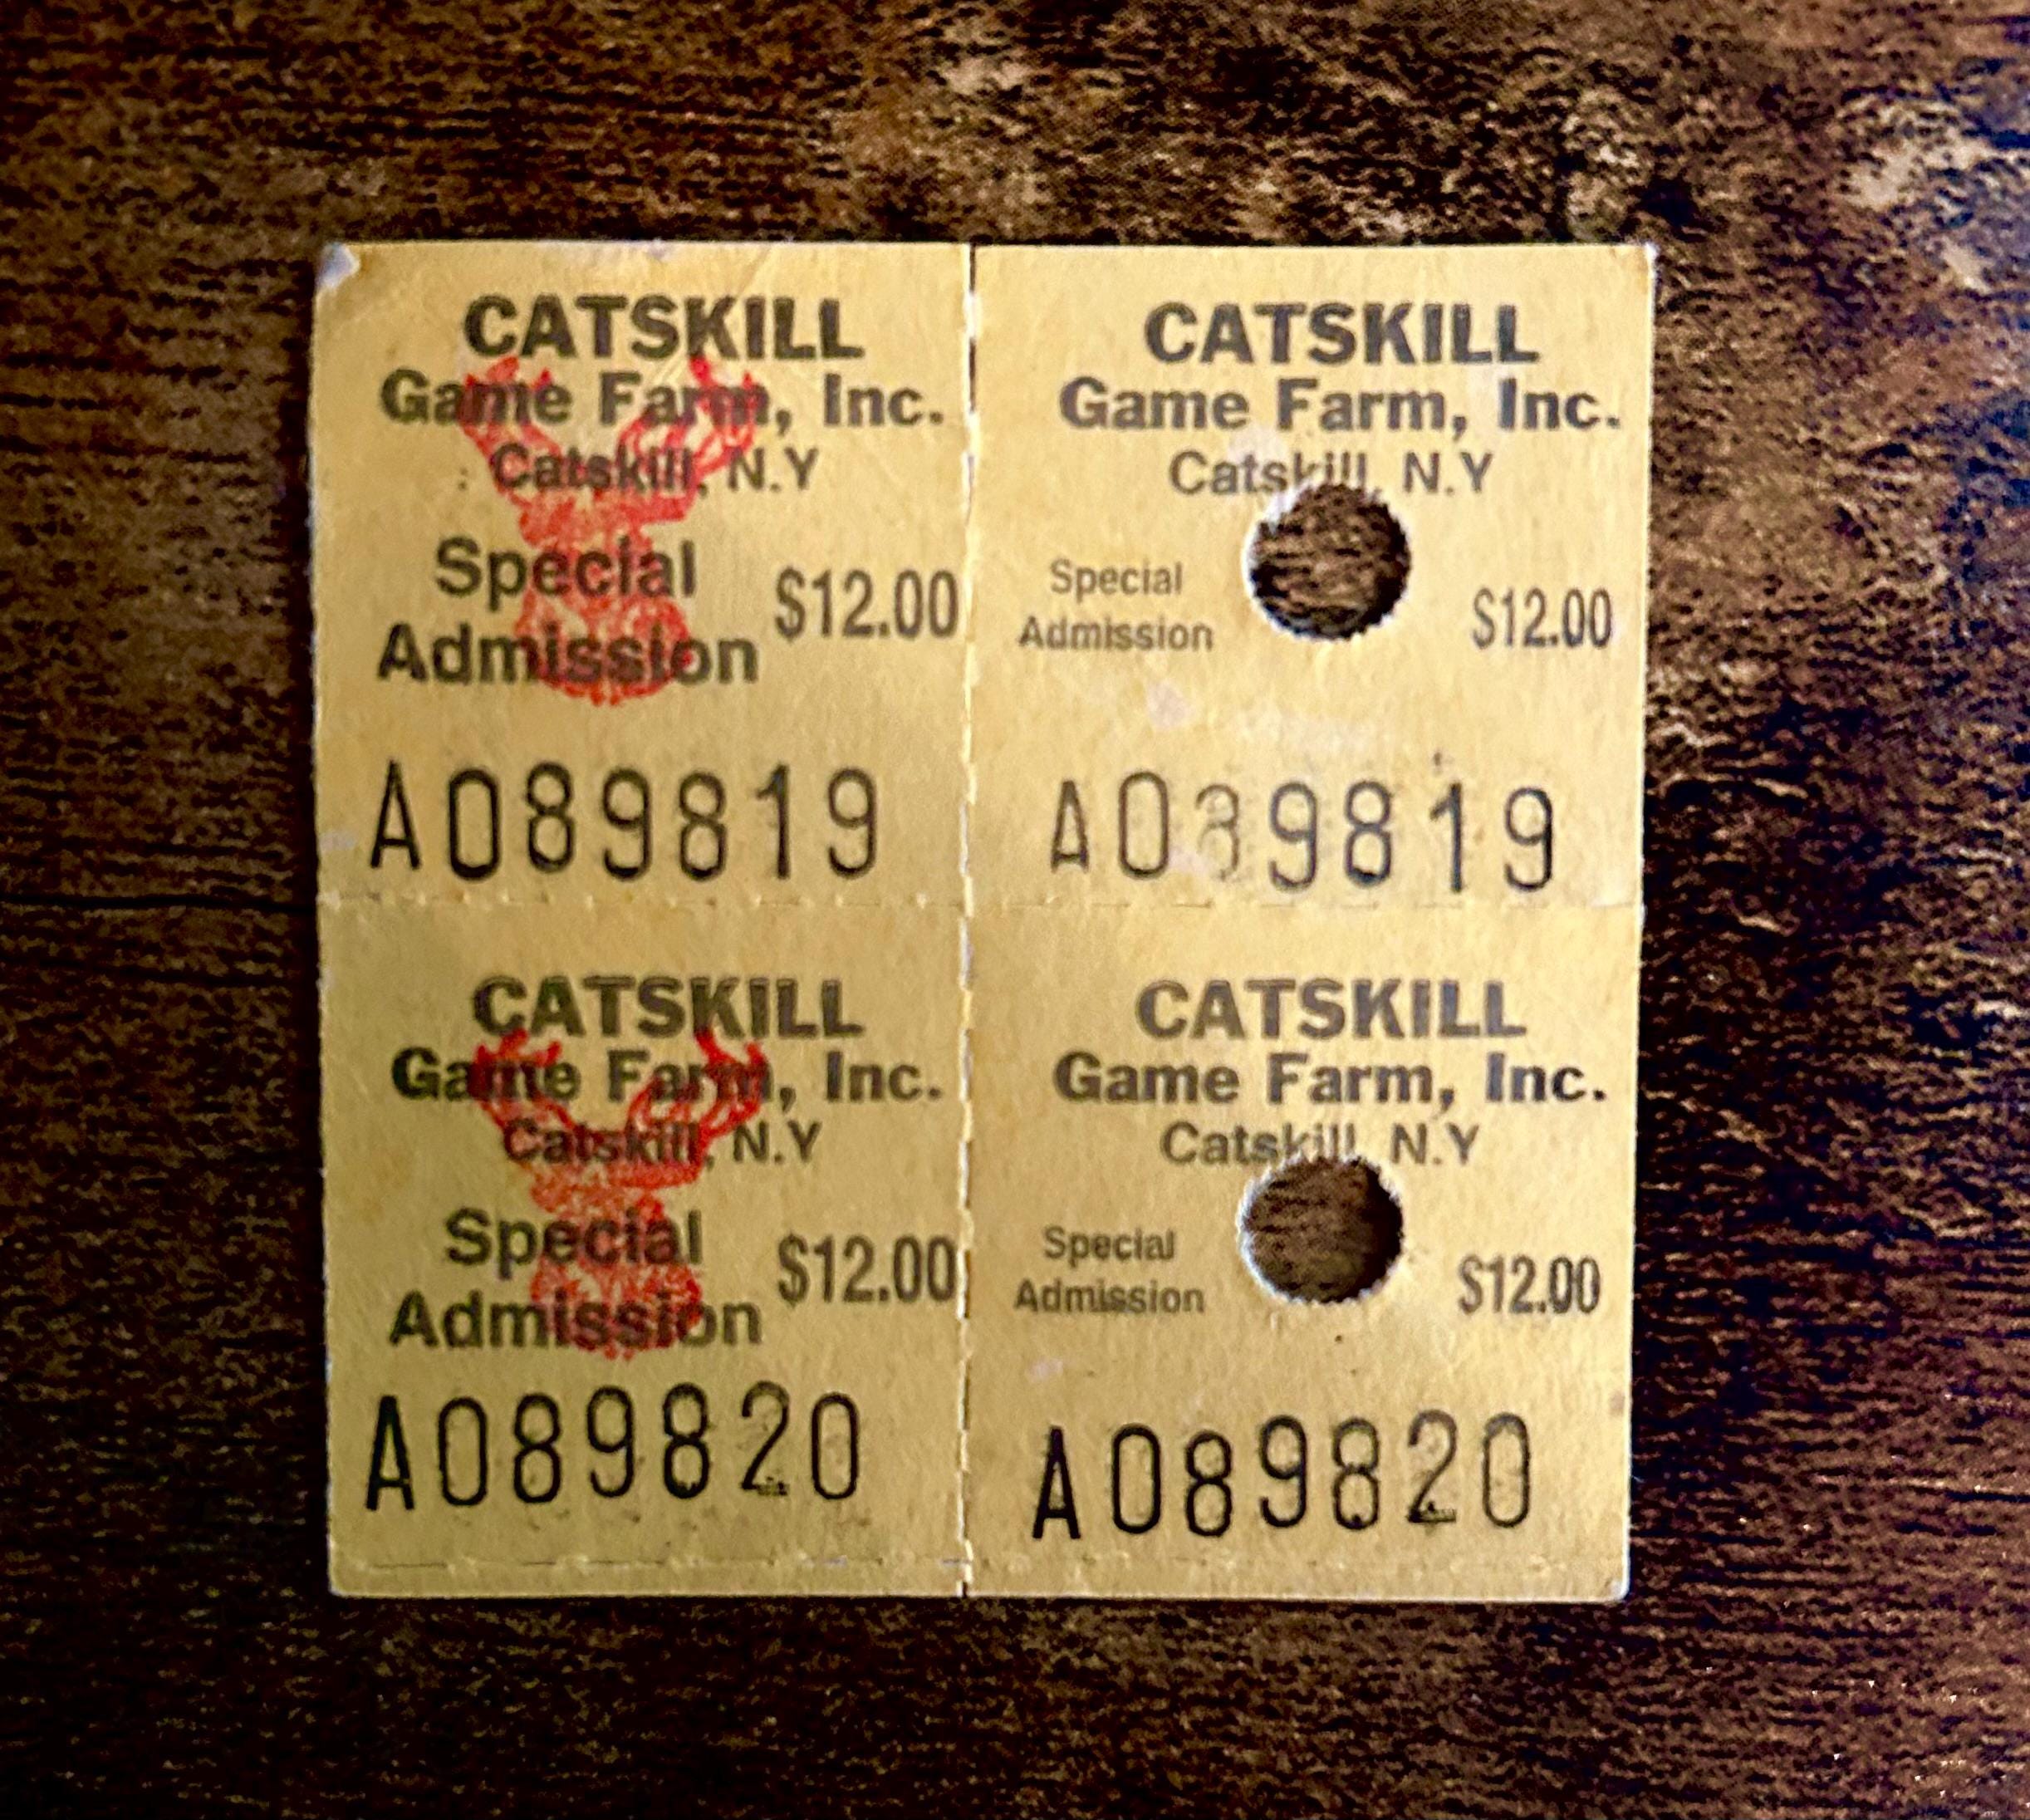 CATSKILL
Game Farm, Inc.
Catskill, N.Y
Special
Admission
$12.00
A089819
CATSKILL
Game Farm, Inc.
Catskill, N.Y
Special
Admission
$12.00
A089819
CATSKILL
Game Farm, Inc.
Catskill, N.Y
Special
Admission
$12.00
A089820
CATSKILL
Game Farm, Inc.
Catskill, N.Y
Special
Admission
$12.00
A089820